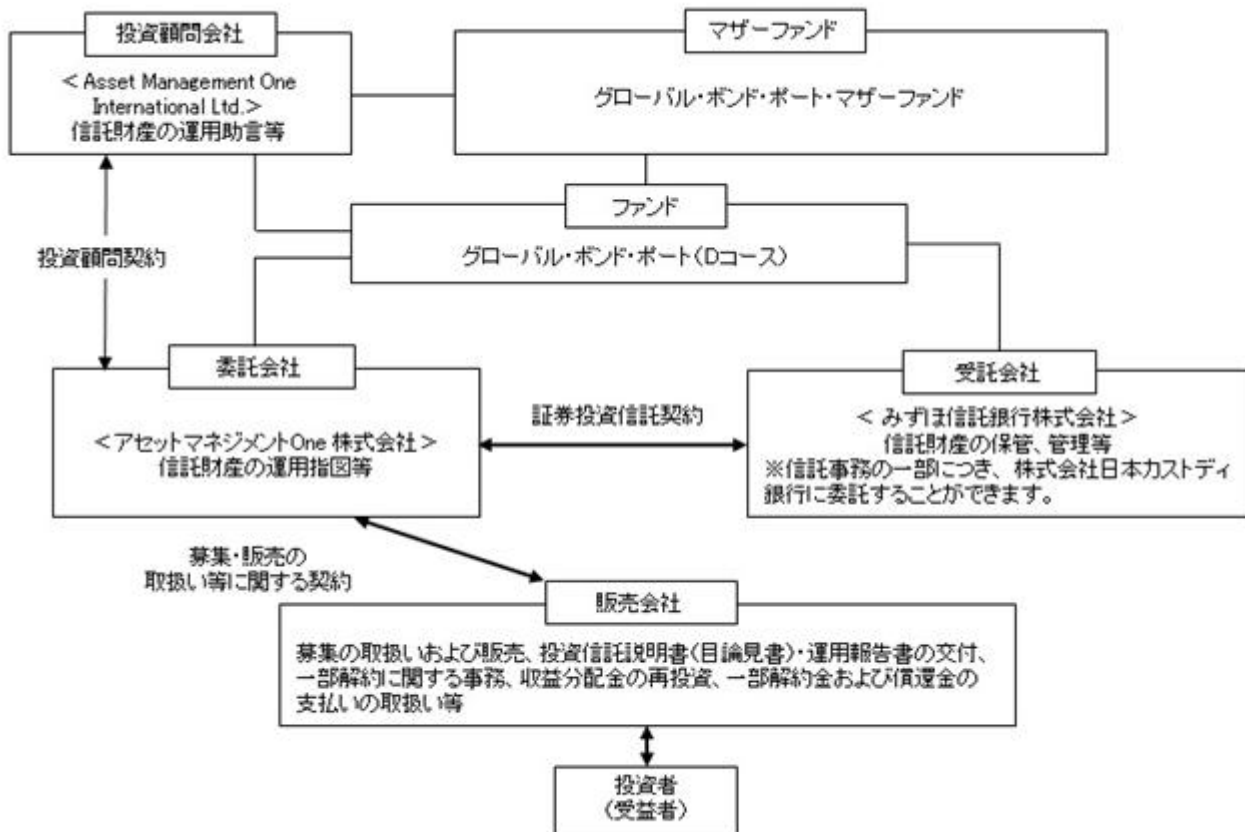 投資顧問会社
＜Asset Management One
International Ltd.＞
信託財産の運用助言等
マザーファンド
グローバル・ボンド・ポート・マザーファンド
ファンド
グローバル・ボンド・ポート（Dコース）
投資顧問契約
委託会社
＜アセットマネジメントOne 株式会社＞
信託財産の運用指図等
証券投資信託契約
受託会社
＜みずほ信託銀行株式会社＞
信託財産の保管、管理等
※信託事務の一部につき、株式会社日本カストディ
銀行に委託することができます。
募集・販売の
取扱い等に関する契約
販売会社
募集の取扱いおよび販売、投資信託説明書（目論見書）・運用報告書の交付、
一部解約に関する事務、収益分配金の再投資、一部解約金および償還金の
支払いの取扱い等
投資者
（受益者）